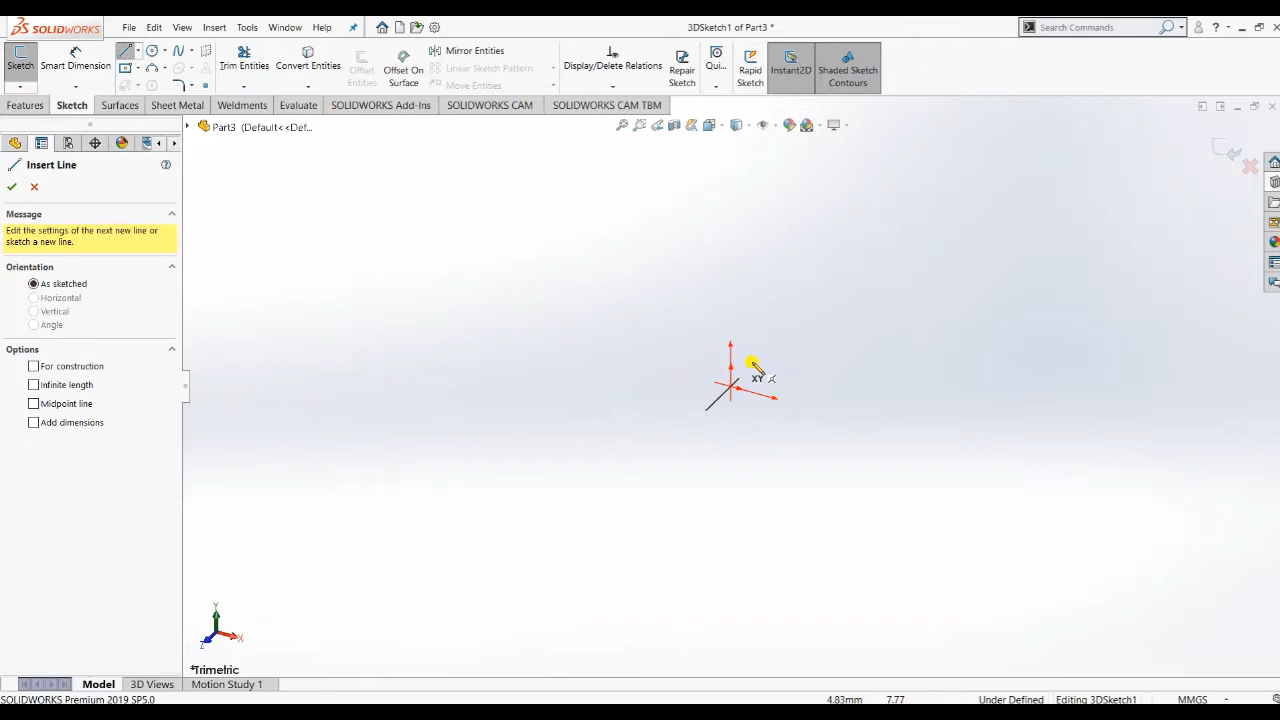 SOLIDWORKS File Edit View Insert Tools Window Help 3DSketch1 of Part3 * Search Commands ?
Sketch Smart Dimension Trim Entities Convert Entities Offset Entities Offset On Surface Mirror Entities Linear Sketch Pattern Move Entities Display/Delete Relations Repair Sketch Qui... Rapid Sketch Instant2D Shaded Sketch Contours
Features Sketch Surfaces Sheet Metal Weldments Evaluate SOLIDWORKS Add-Ins SOLIDWORKS CAM SOLIDWORKS CAM TBM
Part3 (Default<<Def...
Insert Line
Message
Edit the settings of the next new line or
sketch a new line.
Orientation
As sketched
Horizontal
Vertical
Angle
Options
For construction
Infinite length
Midpoint line
Add dimensions
XY
Y
X
Z
*Trimetric
Model 3D Views Motion Study 1
SOLIDWORKS Premium 2019 SP5.0 4.83mm 7.77 Under Defined Editing 3DSketch1 MMGS -